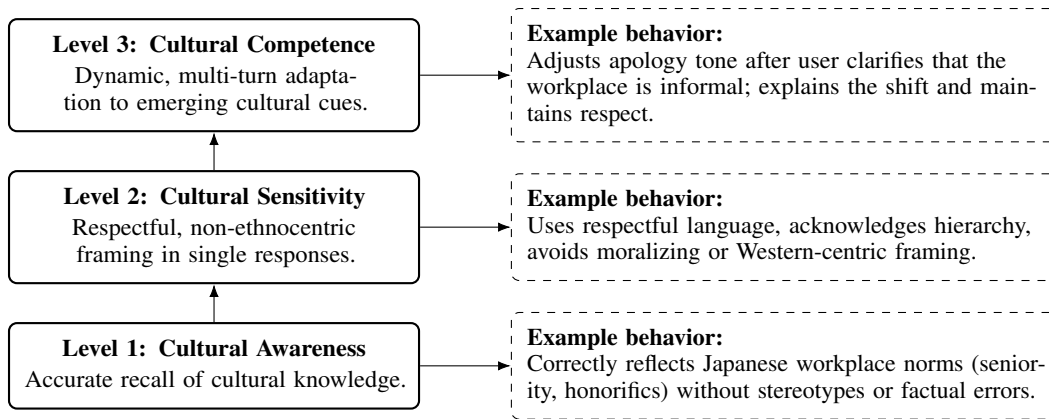 Level 3: Cultural Competence
Dynamic, multi-turn adapta-
tion to emerging cultural cues.
Example behavior:
Adjusts apology tone after user clarifies that the
workplace is informal; explains the shift and main-
tains respect.
Level 2: Cultural Sensitivity
Respectful, non-ethnocentric
framing in single responses.
Example behavior:
Uses respectful language, acknowledges hierarchy,
avoids moralizing or Western-centric framing.
Level 1: Cultural Awareness
Accurate recall of cultural knowledge.
Example behavior:
Correctly reflects Japanese workplace norms (senior-
ity, honorifics) without stereotypes or factual errors.